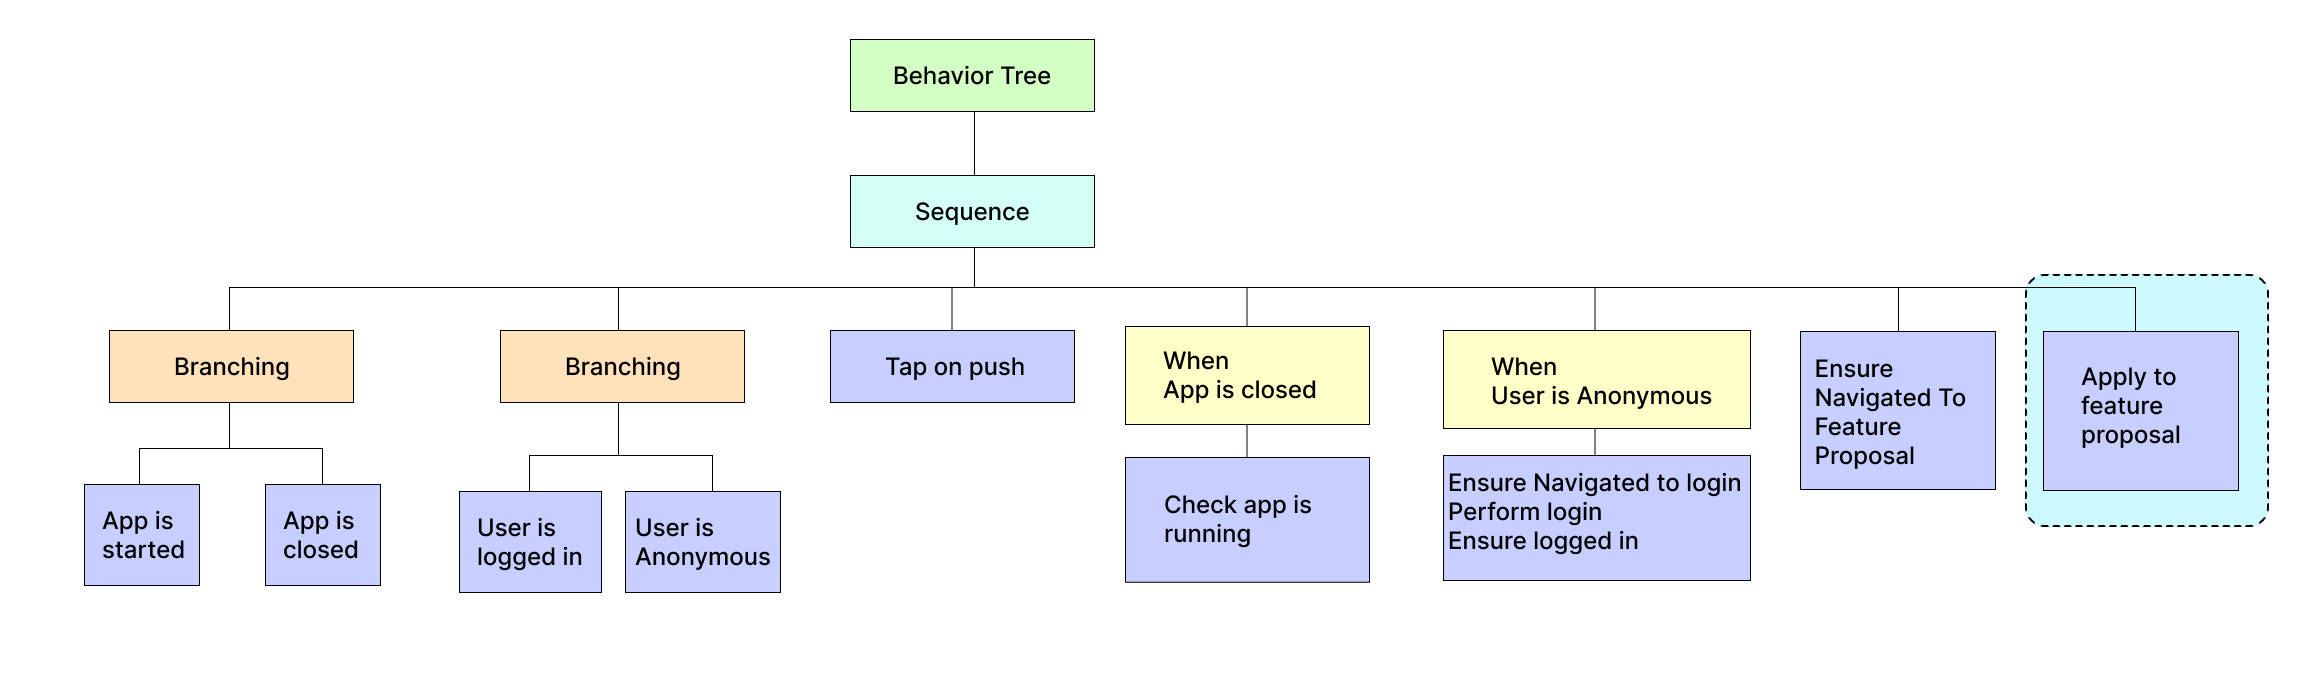 Behavior Tree
Sequence
Branching
Branching
Tap on push
When
App is closed
When
User is Anonymous
Ensure
Navigated To
Feature
Proposal
Apply to
feature
proposal
App is
started
App is
closed
User is
logged in
User is
Anonymous
Check app is
running
Ensure Navigated to login
Perform login
Ensure logged in